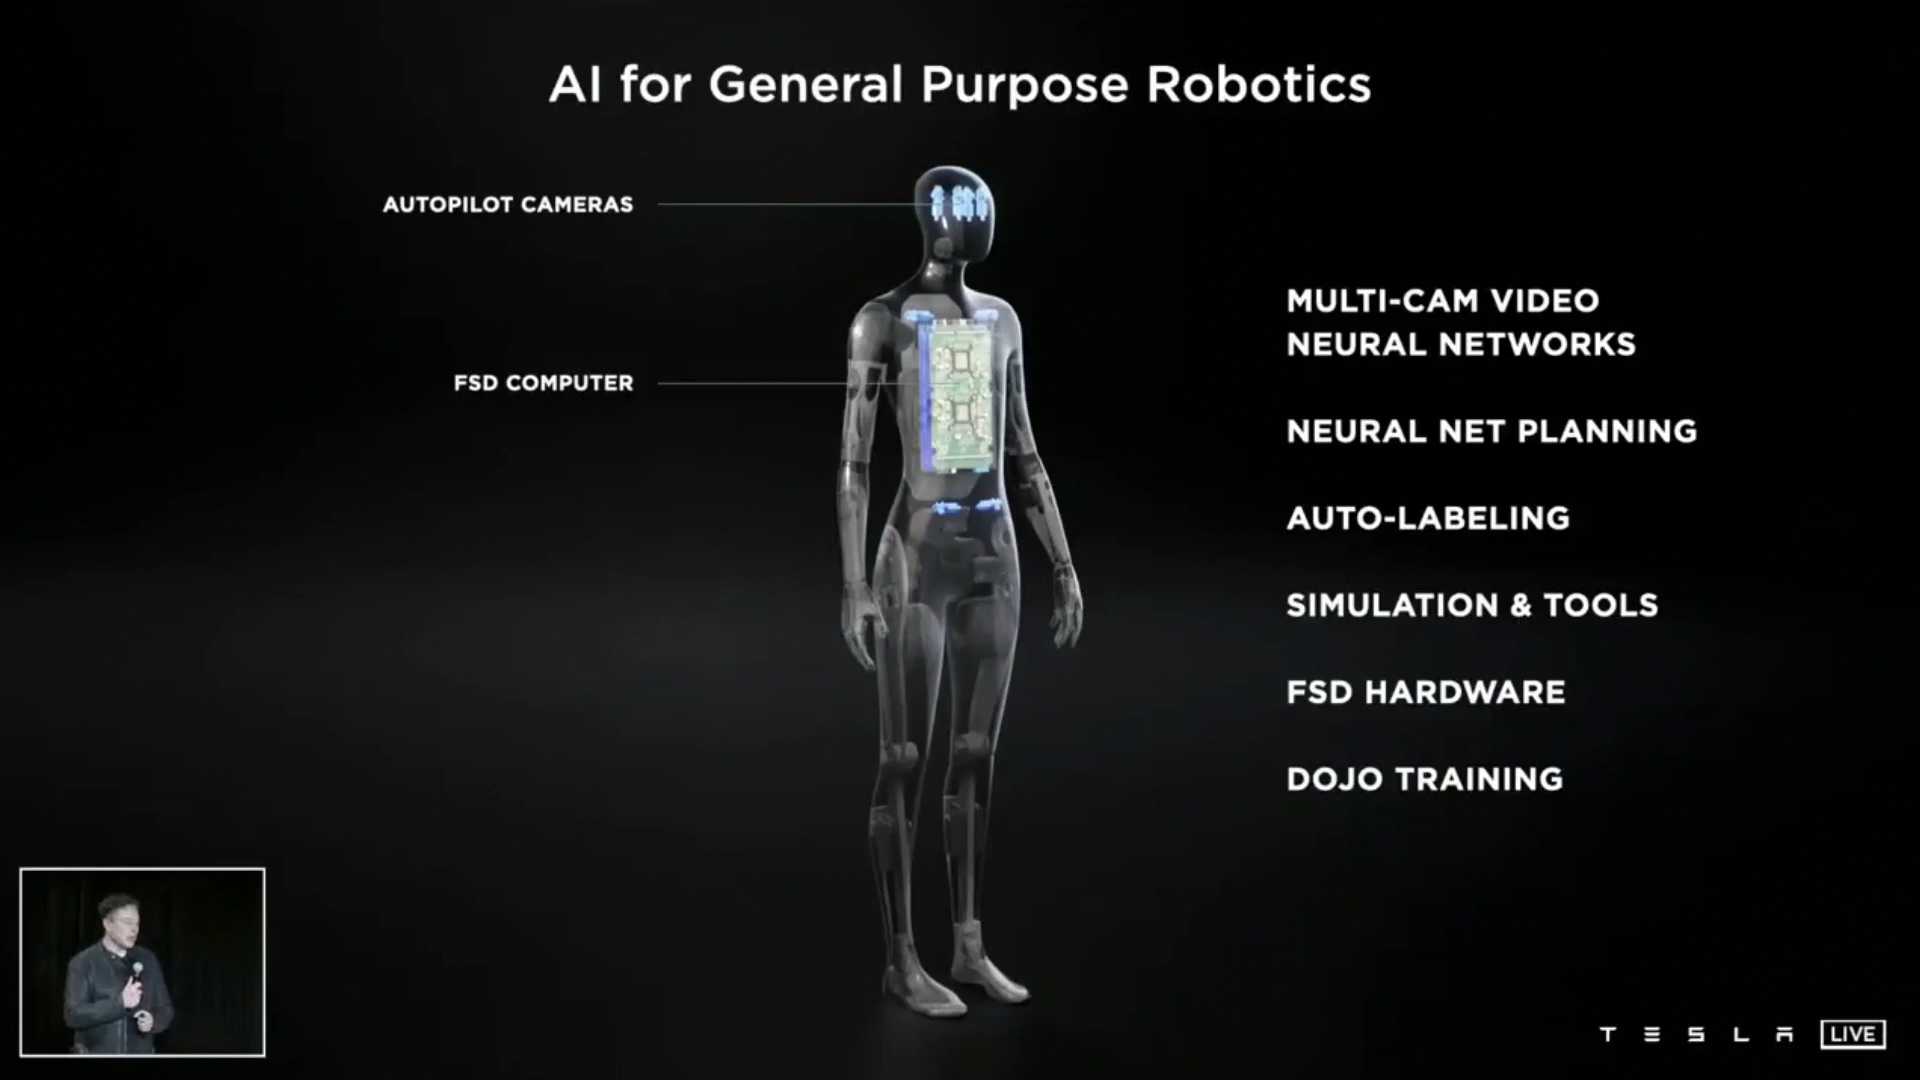 AI for General Purpose Robotics
AUTOPILOT CAMERAS
FSD COMPUTER
MULTI-CAM VIDEO
NEURAL NETWORKS
NEURAL NET PLANNING
AUTO-LABELING
SIMULATION & TOOLS
FSD HARDWARE
DOJO TRAINING
TESLA LIVE